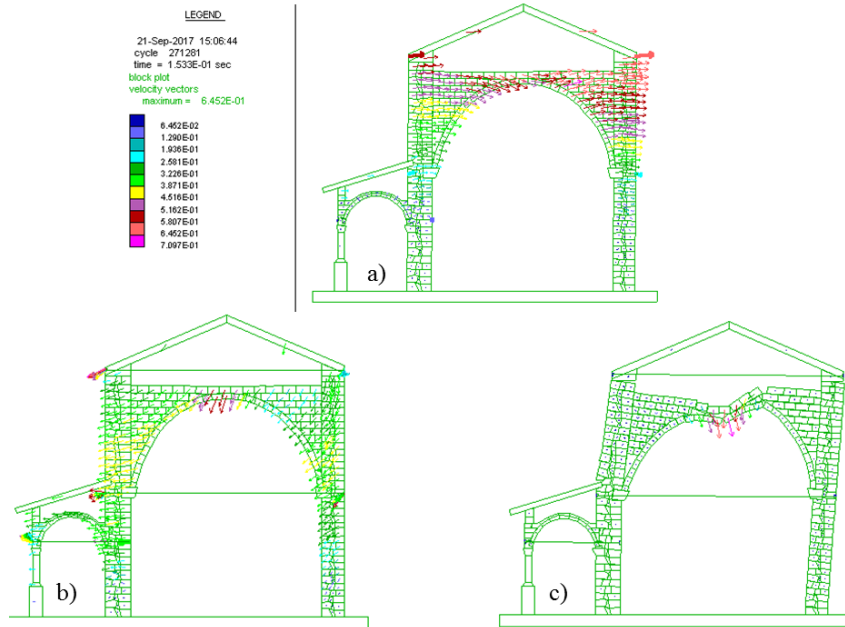 LEGEND
21-Sep-2017 15:06:44
cycle 271281
time = 1.533E-01 sec
block plot
velocity vectors
maximum = 6.452E-01
6.452E-02
1.290E-01
1.936E-01
2.581E-01
3.226E-01
3.871E-01
4.516E-01
5.162E-01
5.807E-01
6.452E-01
7.097E-01
a)
b)
c)